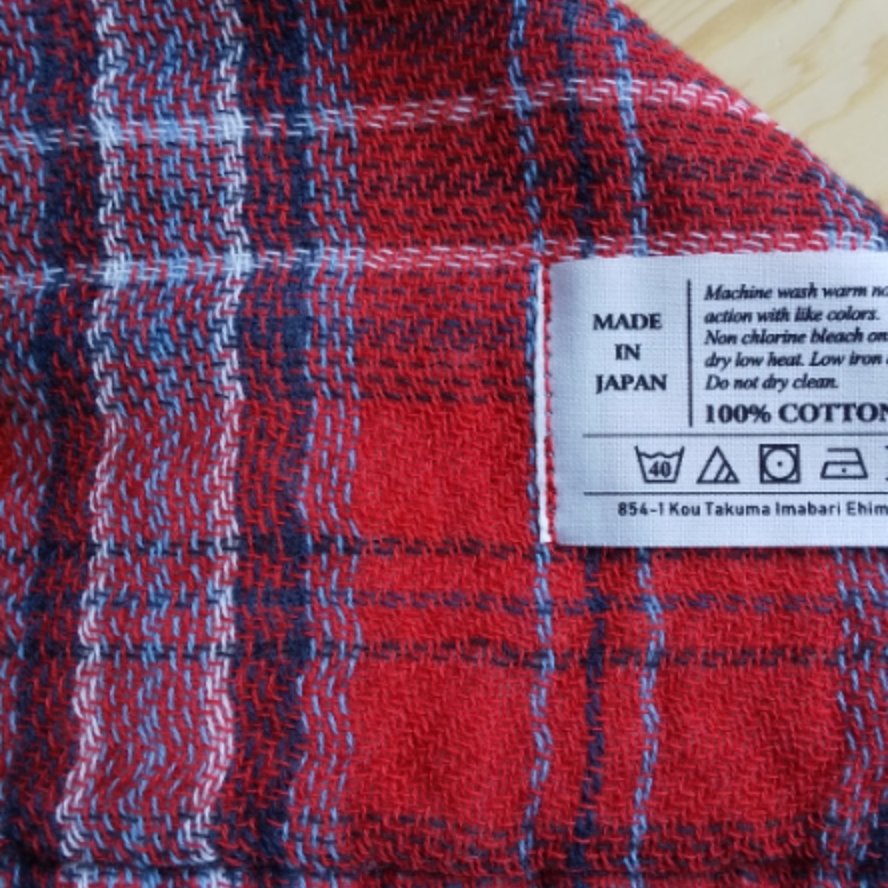 MADE
IN
JAPAN
Machine wash warm
action with like colors.
Non chlorine bleach
dry low heat. Low iron
Do not dry clean.
100% COTTON
40
854-1 Kou Takuma Imabari